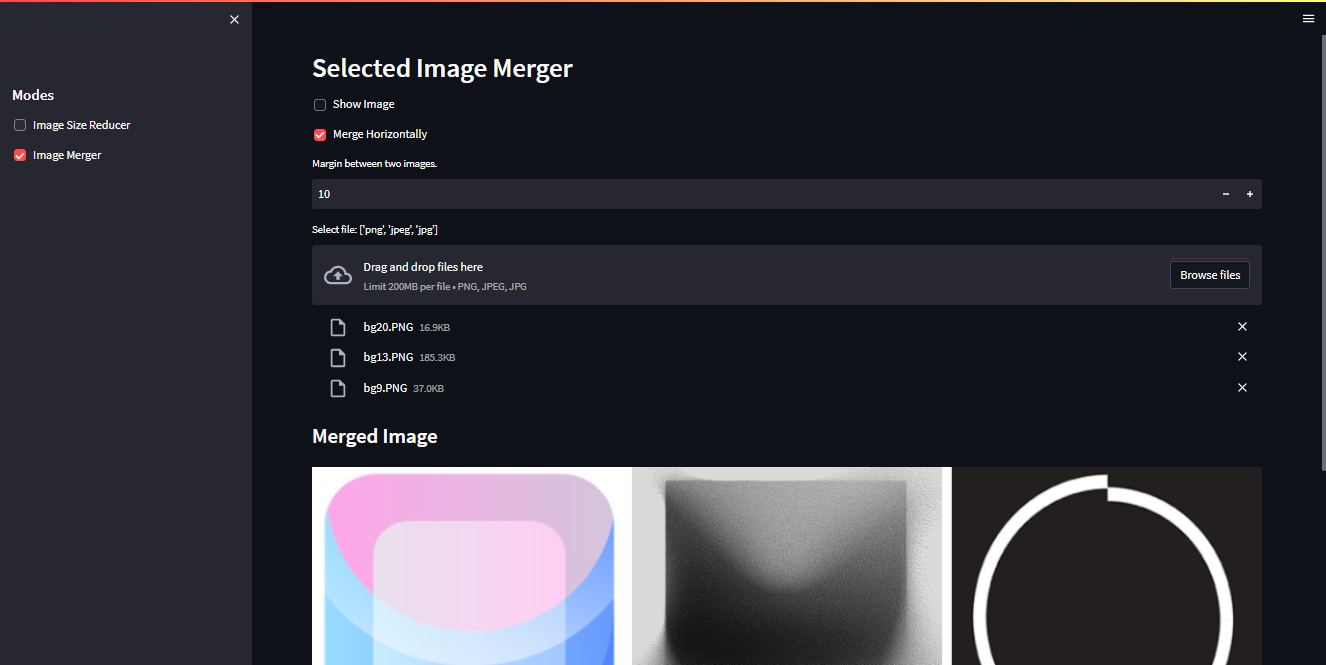 Modes
Image Size Reducer
Image Merger
Selected Image Merger
Show Image
Merge Horizontally
Margin between two images.
10
Select file: ['png', 'jpeg', 'jpg']
Drag and drop files here
Limit 200MB per file • PNG, JPEG, JPG
Browse files
bg20.PNG 16.9KB
bg13.PNG 185.3KB
bg9.PNG 37.0KB
Merged Image